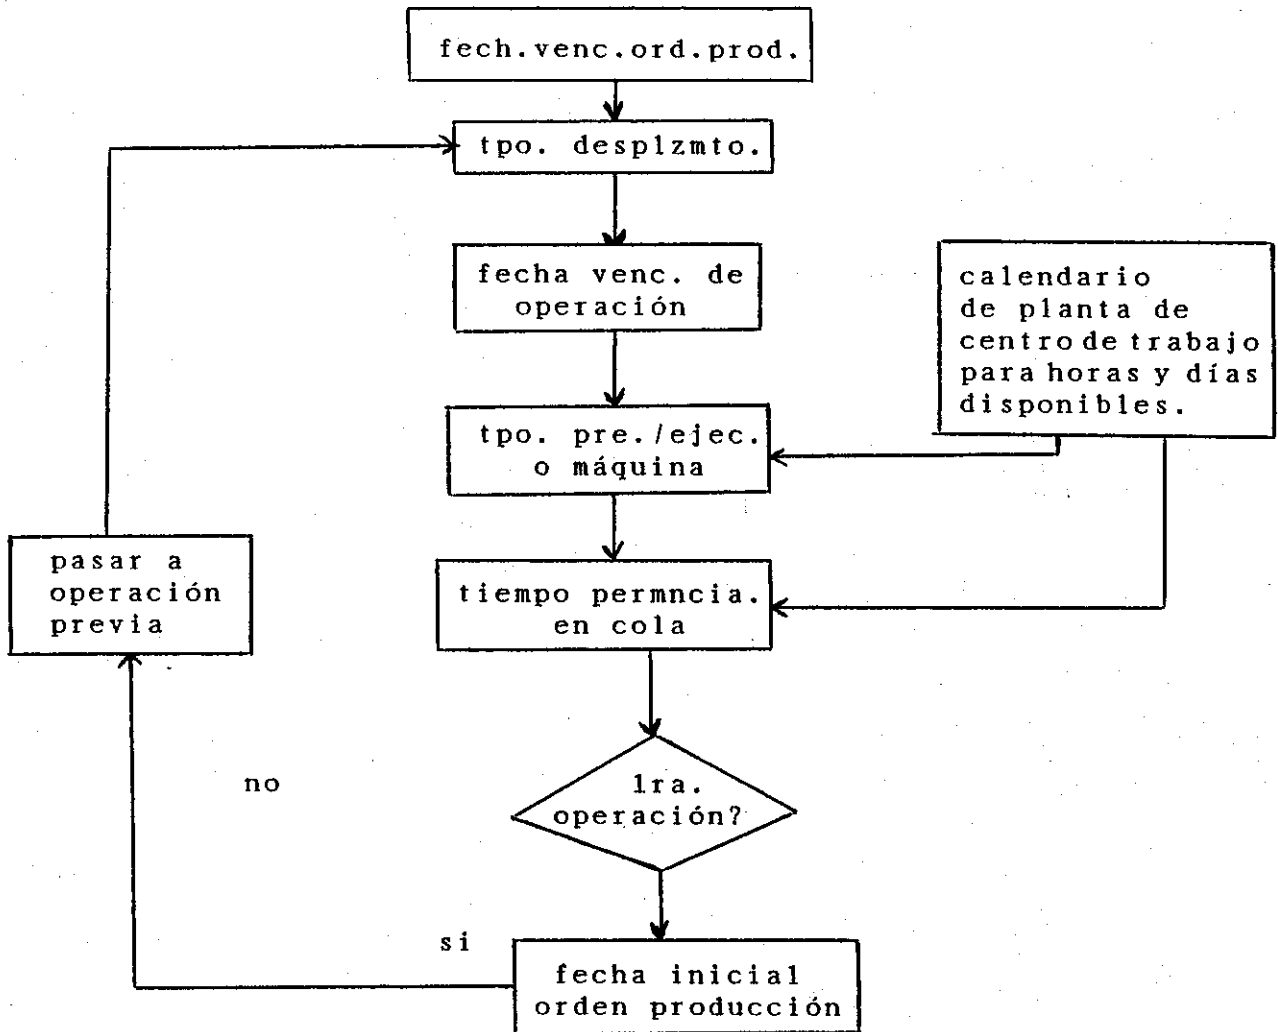 fech.venc.ord.prod.
tpo. desplzmto.
fecha venc. de
operación
calendario
de planta de
centro de trabajo
para horas y días
disponibles.
tpo. pre./ejec.
o máquina
pasar a
operación
previa
tiempo permncia.
en cola
no
1ra.
operación?
si
fecha inicial
orden producción